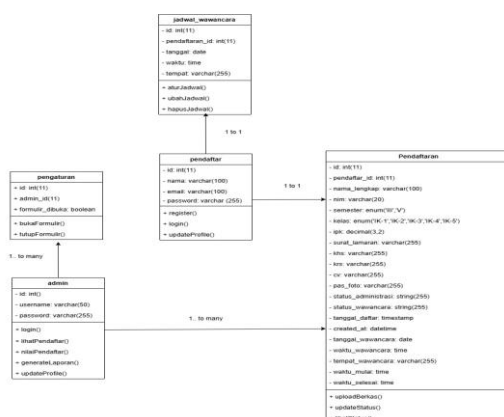 jadwal_wawancara
- id: int(11)
- pendaftaran_id: int(11)
- tanggal: date
- waktu: time
- tempat: varchar(255)
+ aturJadwal()
+ ubahJadwal()
+ hapusJadwal()
1 to 1
pendaftar
- id: int(11)
- nama: varchar(100)
- email: varchar(100)
- password: varchar (255)
+ register()
+ login()
+ updateProfile()
1 to 1
pengaturan
+ id: int(11)
+ admin_id(11)
+ formulir_dibuka: boolean
+ bukaFormulir()
+ tutupFormulir()
1.. to many
admin
- id: int()
- username: varchar(50)
- password: varchar(255)
+ login()
+ lihatPendaftar()
+ nilaiPendaftar()
+ generateLaporan()
+ updateProfile()
1.. to many
Pendaftaran
- id: int(11)
- pendaftar_id: int(11)
- nama_lengkap: varchar(100)
- nim: varchar(20)
- semester: enum('III','V')
- kelas: enum('IK-1','IK-2','IK-3','IK-4','IK-5')
- ipk: decimal(3,2)
- surat_lamaran: varchar(255)
- khs: varchar(255)
- krs: varchar(255)
- cv: varchar(255)
- pas_foto: varchar(255)
- status_administrasi: string(255)
- status_wawancara: string(255)
- tanggal_daftar: timestamp
- created_at: datetime
- tanggal_wawancara: date
- waktu_wawancara: time
- tempat_wawancara: varchar(255)
- waktu_mulai: time
- waktu_selesai: time
+ uploadBerkas()
+ updateStatus()